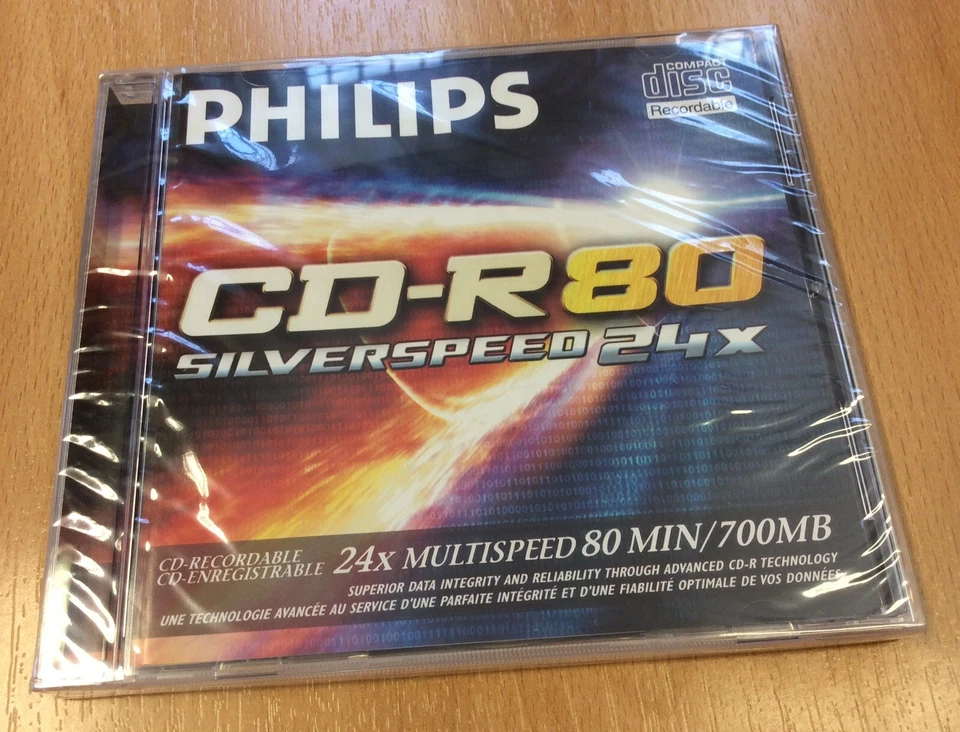 PHILIPS
COMPACT
disc
Recordable
CD-R80
SILVERSPEED 24X
CD-RECORDABLE
CD-ENREGISTRABLE
24x MULTISPEED 80 MIN/700MB
SUPERIOR DATA INTEGRITY AND RELIABILITY THROUGH ADVANCED CD-R TECHNOLOGY
UNE TECHNOLOGIE AVANCÉE AU SERVICE D'UNE PARFAITE INTÉGRITÉ ET D'UNE FIABILITÉ OPTIMALE DE VOS DONNÉES